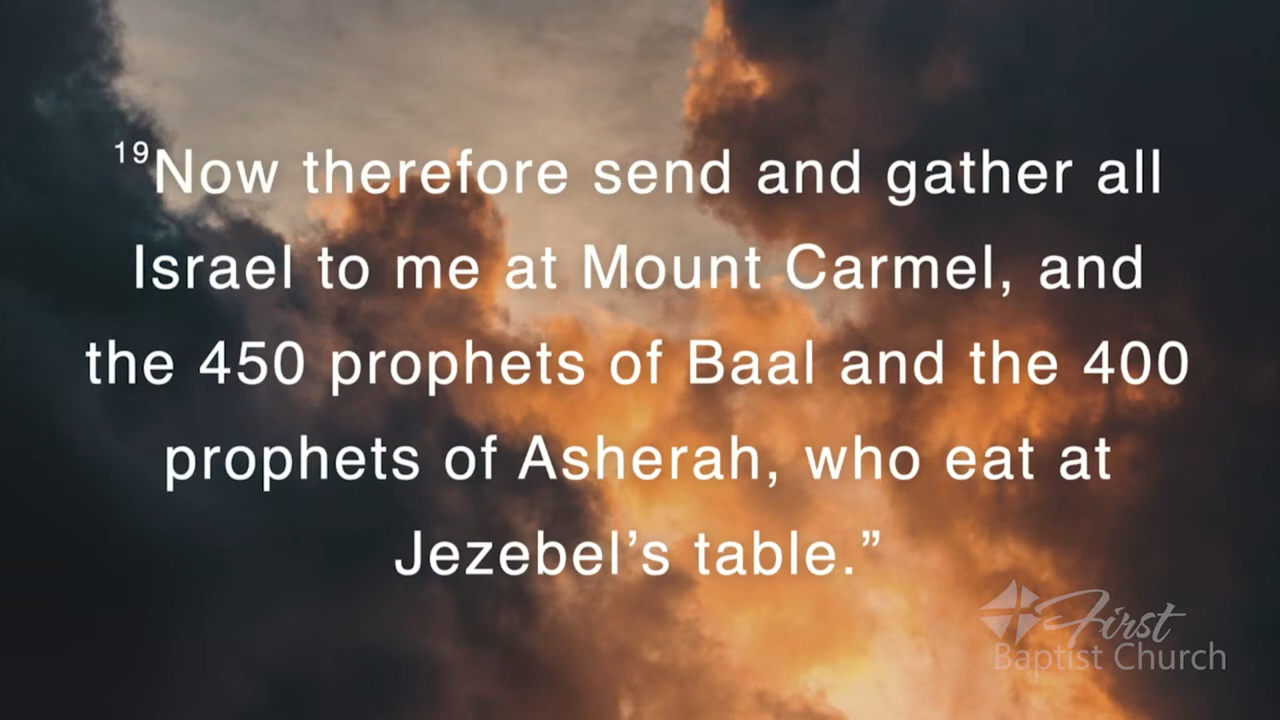 19Now therefore send and gather all
Israel to me at Mount Carmel, and
the 450 prophets of Baal and the 400
prophets of Asherah, who eat at
Jezebel’s table.”
First
Baptist Church